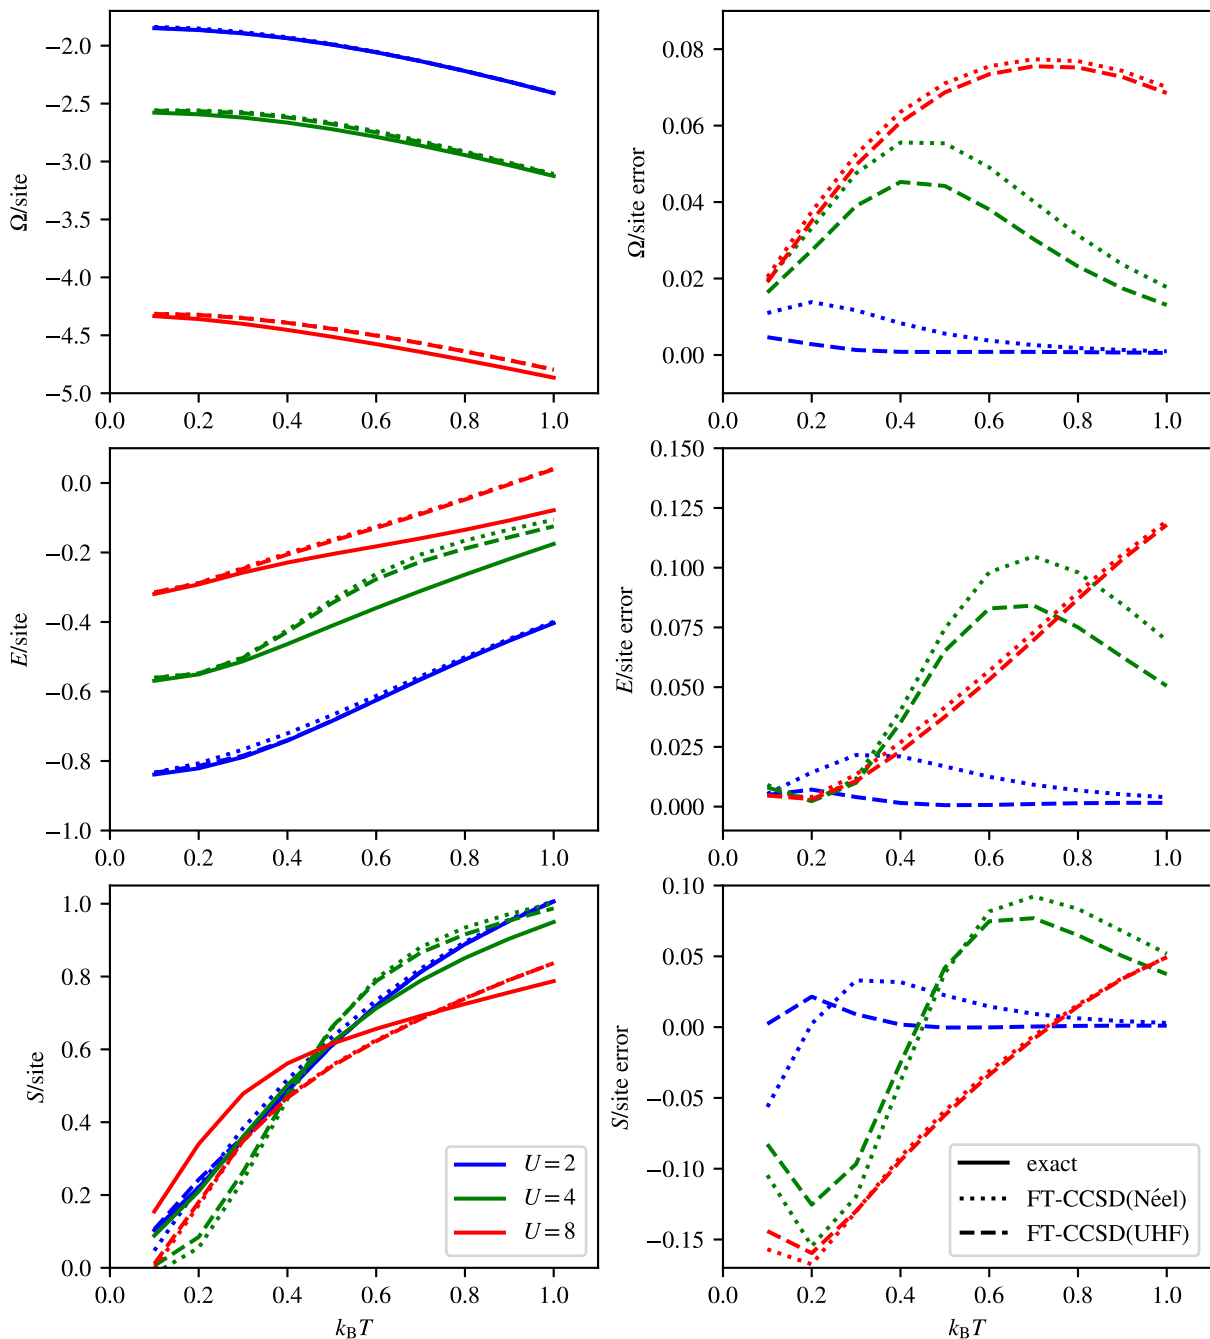 Ω/site
−2.0
−2.5
−3.0
−3.5
−4.0
−4.5
−5.0
0.0 0.2 0.4 0.6 0.8 1.0
Ω/site error
0.08
0.06
0.04
0.02
0.00
0.0 0.2 0.4 0.6 0.8 1.0
E/site
0.0
−0.2
−0.4
−0.6
−0.8
−1.0
0.0 0.2 0.4 0.6 0.8 1.0
E/site error
0.150
0.125
0.100
0.075
0.050
0.025
0.000
0.0 0.2 0.4 0.6 0.8 1.0
S/site
1.0
0.8
0.6
0.4
0.2
0.0
U = 2
U = 4
U = 8
0.0 0.2 0.4 0.6 0.8 1.0
k_B T
S/site error
0.10
0.05
0.00
−0.05
−0.10
−0.15
exact
FT-CCSD(Néel)
FT-CCSD(UHF)
0.0 0.2 0.4 0.6 0.8 1.0
k_B T